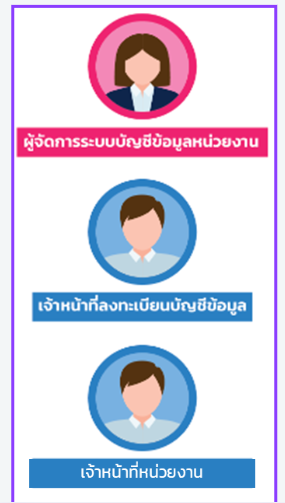 ผู้จัดการระบบบัญชีข้อมูลหน่วยงาน
เจ้าหน้าที่ลงทะเบียนบัญชีข้อมูล
เจ้าหน้าที่หน่วยงาน